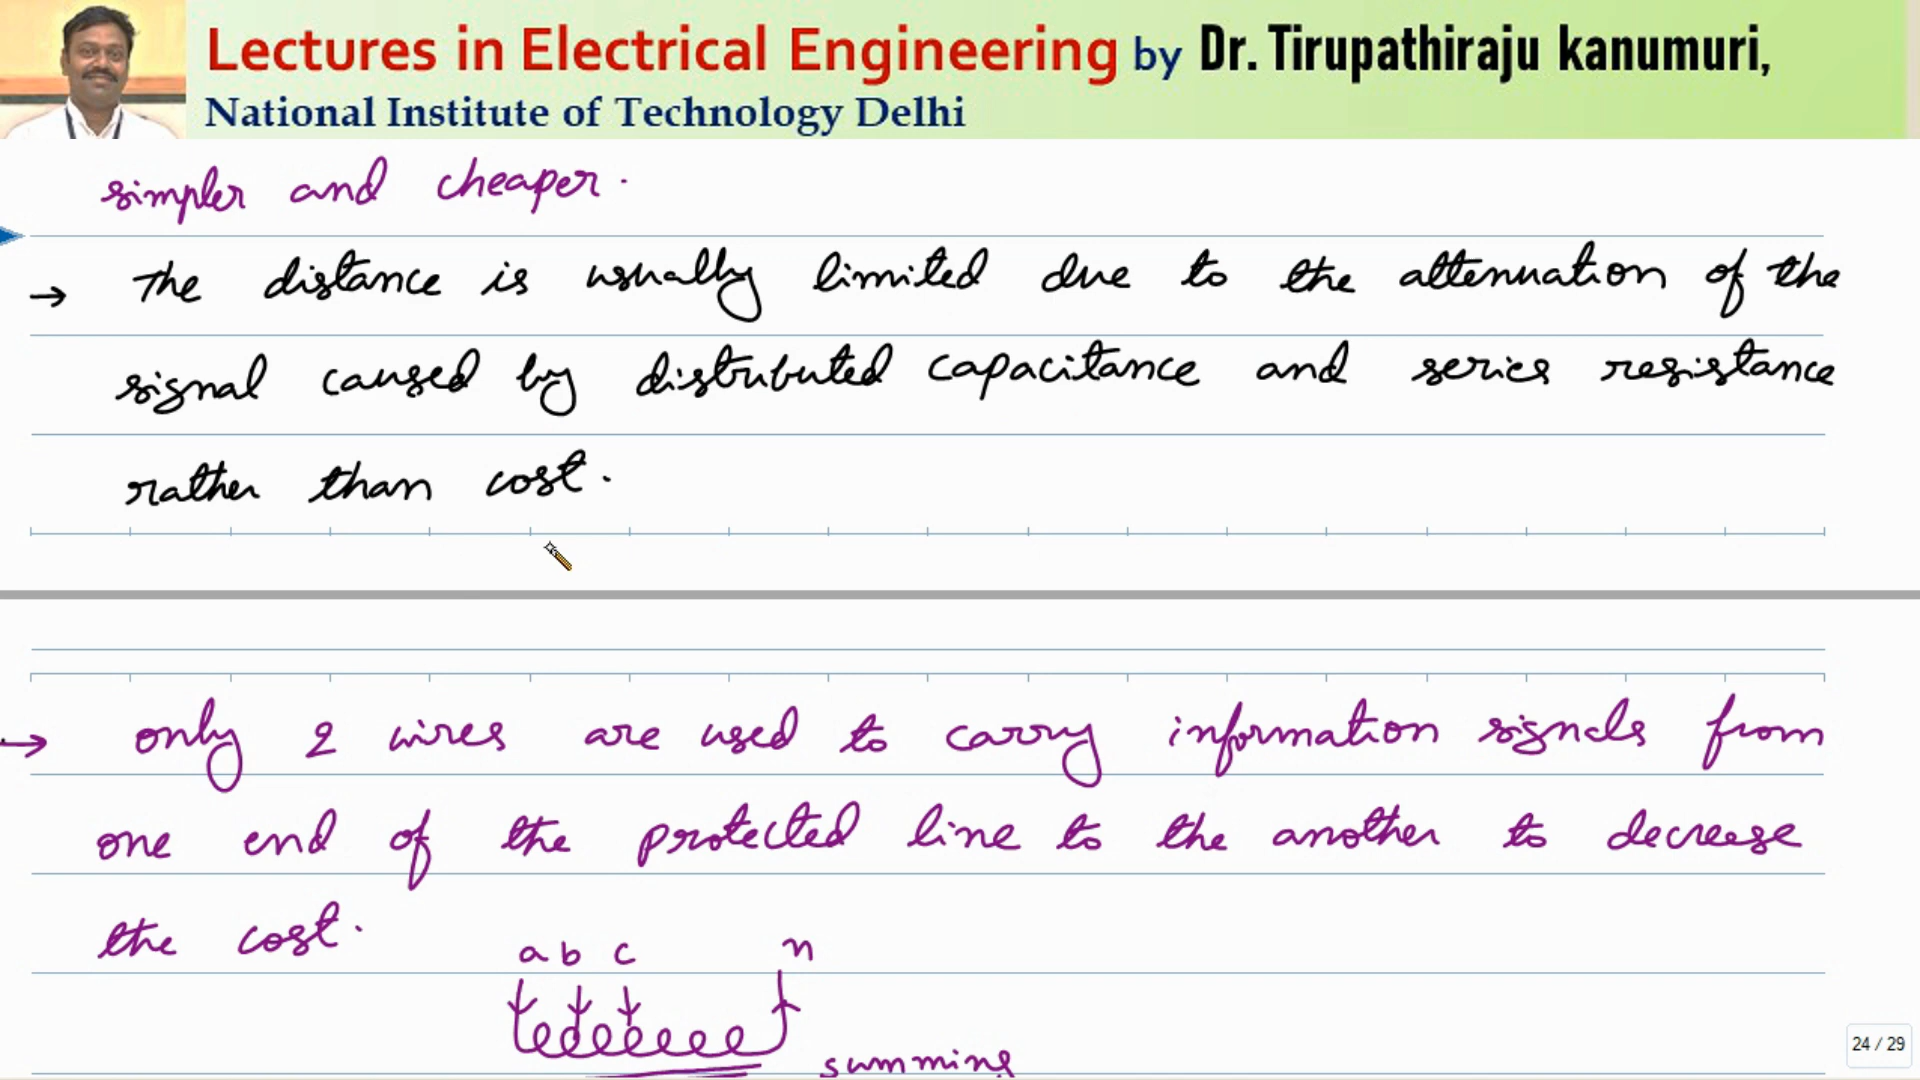 Lectures in Electrical Engineering by Dr. Tirupathiraju kanumuri,
National Institute of Technology Delhi
simpler and cheaper.
→ The distance is usually limited due to the attenuation of the
signal caused by distributed capacitance and series resistance
rather than cost.
→ only 2 wires are used to carry information signals from
one end of the protected line to the another to decrease
the cost.
a b c n
summing
24 / 29